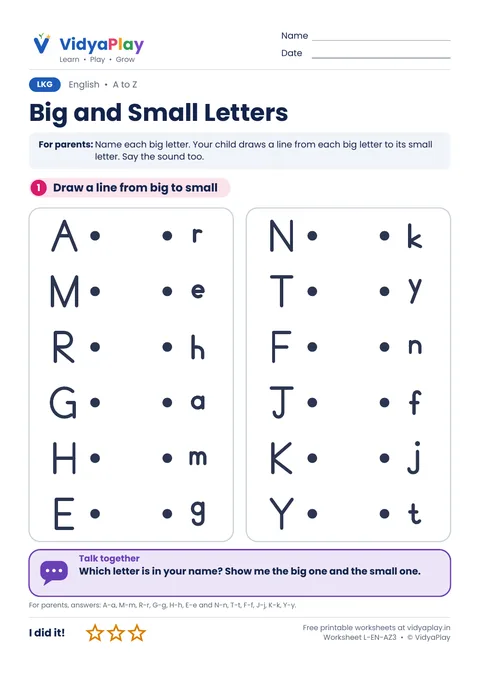 VidyaPlay
Learn • Play • Grow
Name
Date
LKG English • A to Z
Big and Small Letters
For parents: Name each big letter. Your child draws a line from each big letter to its small
letter. Say the sound too.
1 Draw a line from big to small
A r
M e
R h
G a
H m
E g
N k
T y
F n
J f
K j
Y t
Talk together
Which letter is in your name? Show me the big one and the small one.
For parents, answers: A-a, M-m, R-r, G-g, H-h, E-e and N-n, T-t, F-f, J-j, K-k, Y-y.
I did it!
Free printable worksheets at vidyaplay.in
Worksheet L-EN-AZ3 • © VidyaPlay